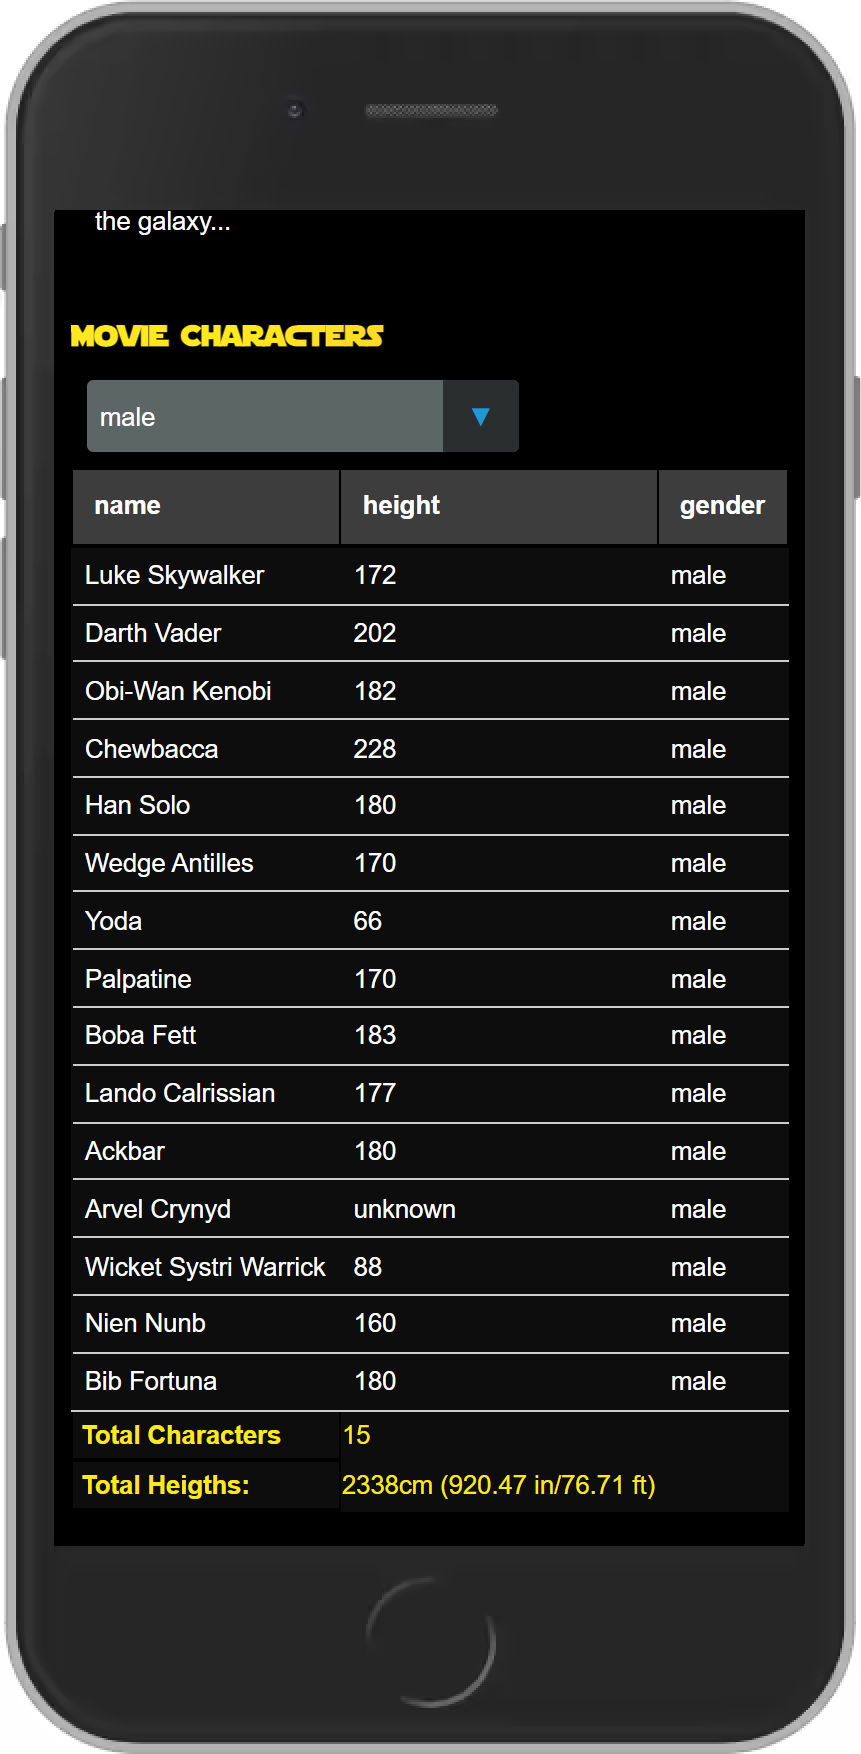 the galaxy...
MOVIE CHARACTERS
male ▼
name height gender
Luke Skywalker 172 male
Darth Vader 202 male
Obi-Wan Kenobi 182 male
Chewbacca 228 male
Han Solo 180 male
Wedge Antilles 170 male
Yoda 66 male
Palpatine 170 male
Boba Fett 183 male
Lando Calrissian 177 male
Ackbar 180 male
Arvel Crynyd unknown male
Wicket Systri Warrick 88 male
Nien Nunb 160 male
Bib Fortuna 180 male
Total Characters 15
Total Heigths: 2338cm (920.47 in/76.71 ft)